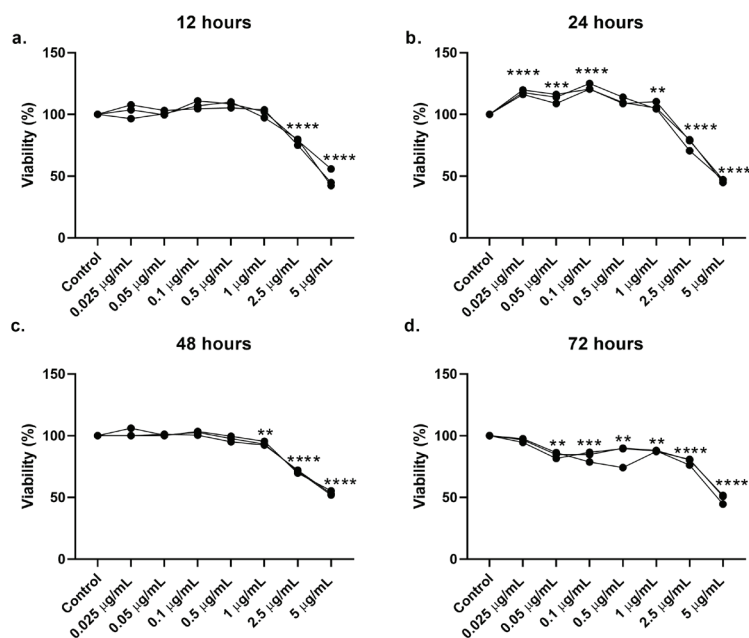 a.
12 hours
Viability (%)
150
100
50
0
****
****
Control
0.025 µg/mL
0.05 µg/mL
0.1 µg/mL
0.5 µg/mL
1 µg/mL
2.5 µg/mL
5 µg/mL
b.
24 hours
Viability (%)
150
100
50
0
****
***
****
**
****
****
Control
0.025 µg/mL
0.05 µg/mL
0.1 µg/mL
0.5 µg/mL
1 µg/mL
2.5 µg/mL
5 µg/mL
c.
48 hours
Viability (%)
150
100
50
0
**
****
****
Control
0.025 µg/mL
0.05 µg/mL
0.1 µg/mL
0.5 µg/mL
1 µg/mL
2.5 µg/mL
5 µg/mL
d.
72 hours
Viability (%)
150
100
50
0
**
***
**
**
****
****
Control
0.025 µg/mL
0.05 µg/mL
0.1 µg/mL
0.5 µg/mL
1 µg/mL
2.5 µg/mL
5 µg/mL